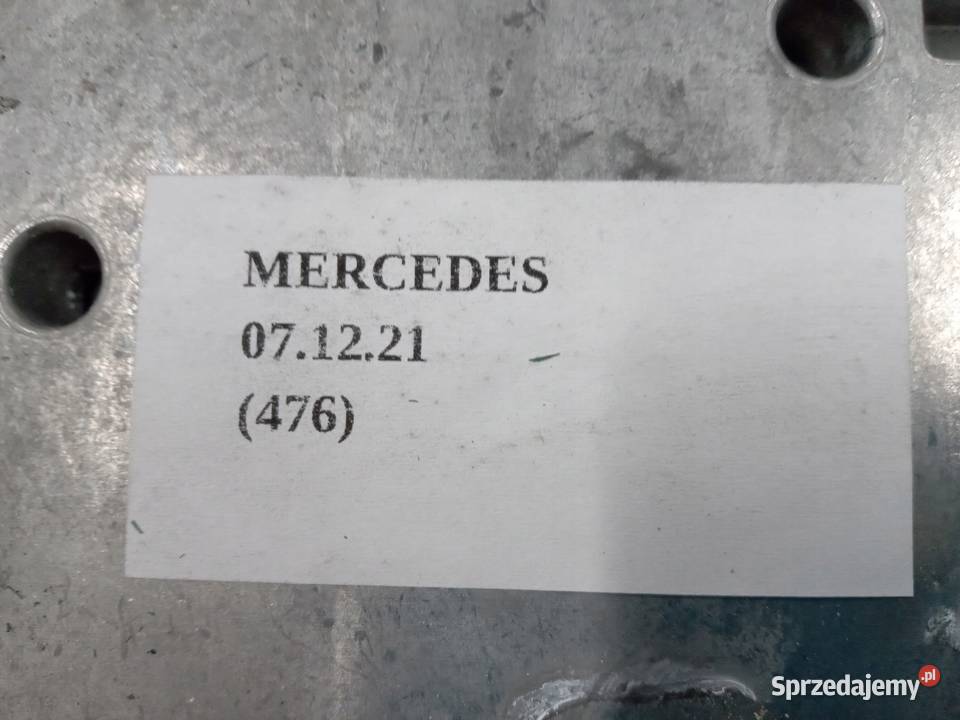 MERCEDES
07.12.21
(476)
Sprzedajemy.pl